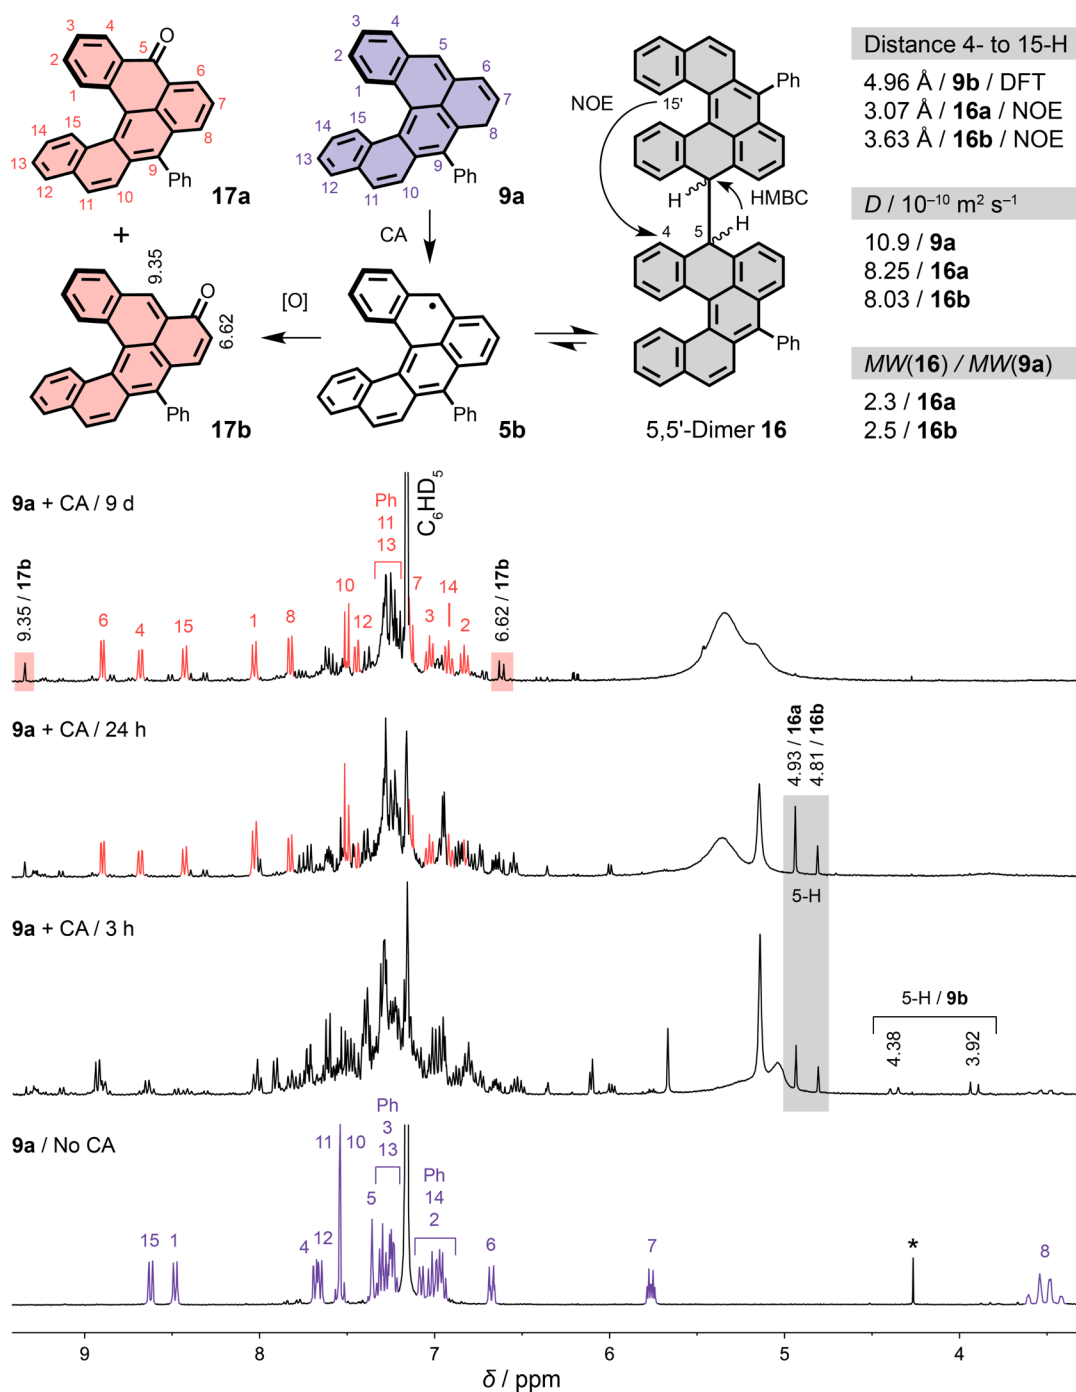 3
4
5
O
2
1
6
7
8
14
15
13
12
11
10
9
Ph
17a
3
4
5
2
1
6
7
8
14
15
13
12
11
10
9
Ph
9a
Ph
NOE
15'
H
HMBC
H
4
5
Ph
5,5'-Dimer 16
+
CA
9.35
O
6.62
Ph
17b
[O]
Ph
5b
Distance 4- to 15-H
4.96 Å / 9b / DFT
3.07 Å / 16a / NOE
3.63 Å / 16b / NOE
D / 10⁻¹⁰ m² s⁻¹
10.9 / 9a
8.25 / 16a
8.03 / 16b
MW(16) / MW(9a)
2.3 / 16a
2.5 / 16b
9a + CA / 9 d
9.35 / 17b
6
4
15
1
8
10
12
Ph
11
13
C₆HD₅
7
3
14
2
6.62 / 17b
9a + CA / 24 h
4.93 / 16a
4.81 / 16b
5-H
9a + CA / 3 h
5-H / 9b
4.38
3.92
9a / No CA
15
1
4
12
11
10
5
Ph
3
13
Ph
14
2
6
7
*
8
9
8
7
6
5
4
δ / ppm